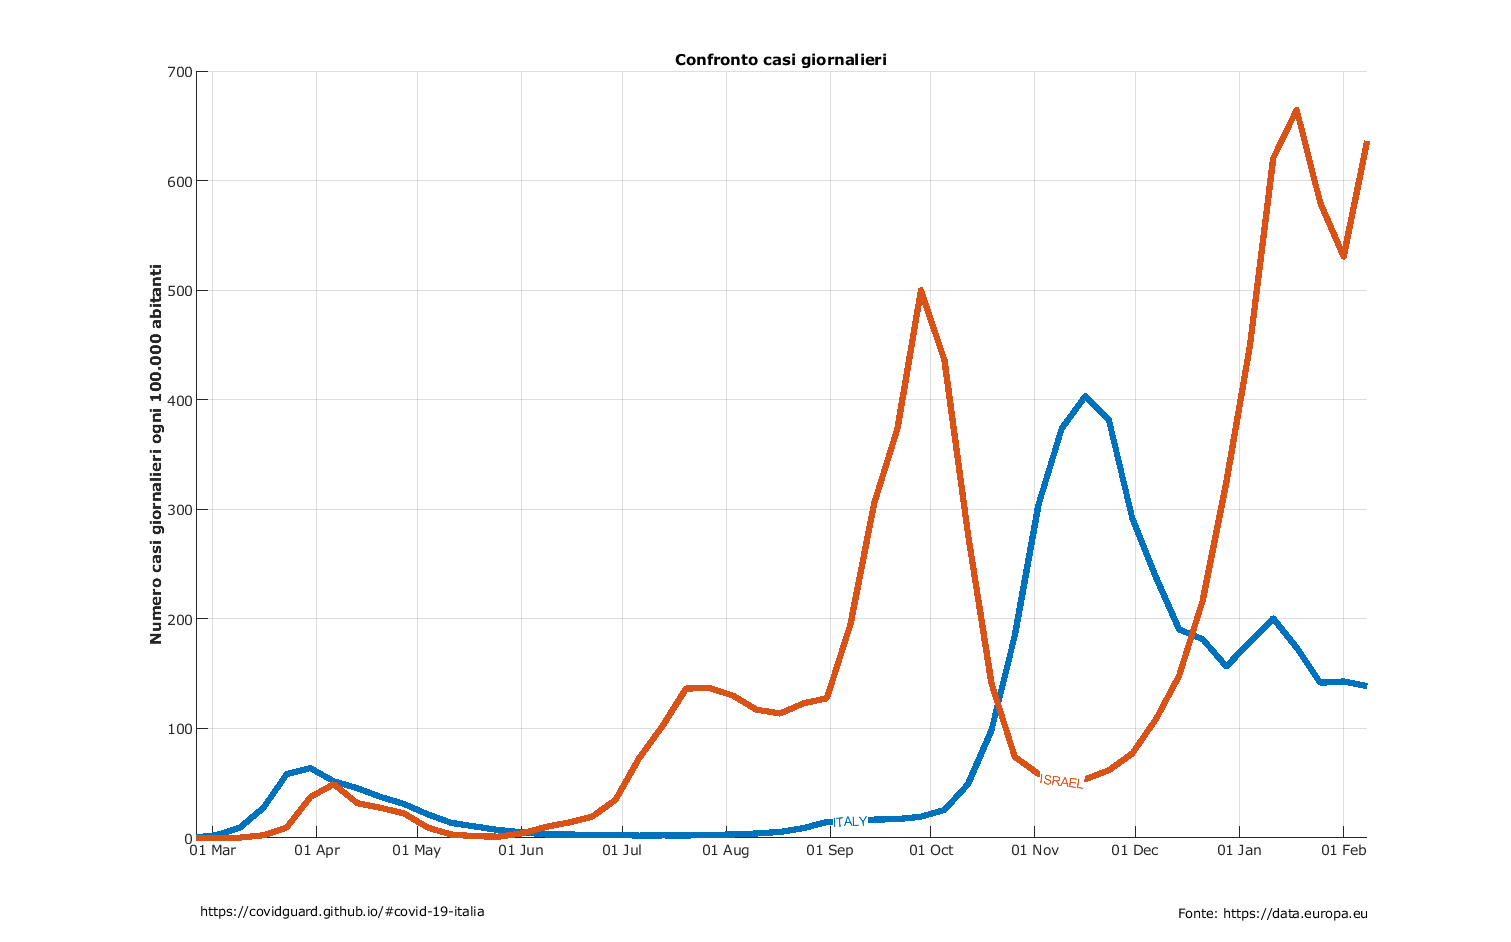 Confronto casi giornalieri
Numero casi giornalieri ogni 100.000 abitanti
700
600
500
400
300
200
100
0
ISRAEL
ITALY
01 Mar 01 Apr 01 May 01 Jun 01 Jul 01 Aug 01 Sep 01 Oct 01 Nov 01 Dec 01 Jan 01 Feb
https://covidguard.github.io/#covid-19-italia
Fonte: https://data.europa.eu